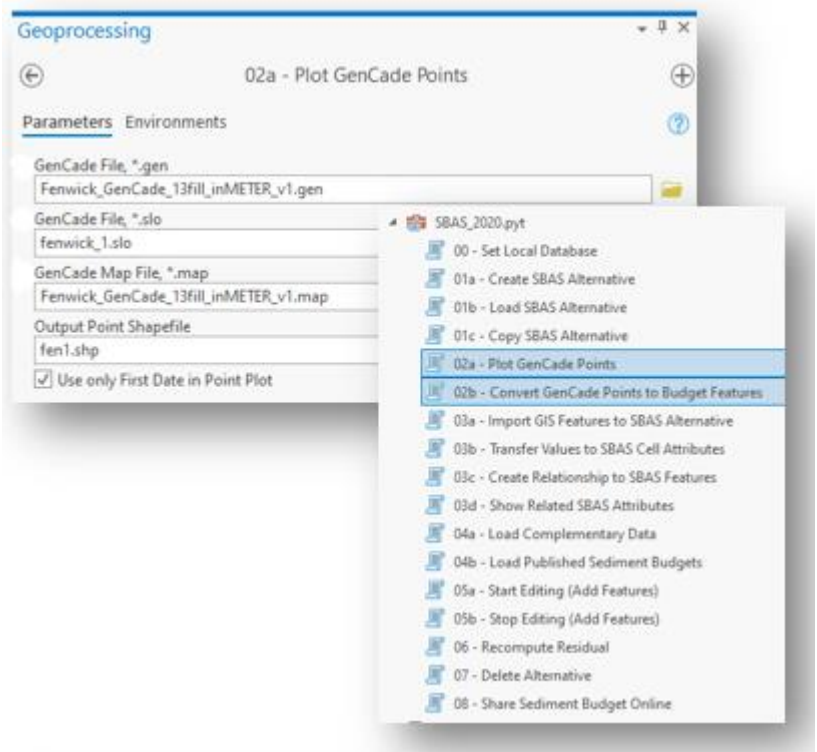 Geoprocessing
02a - Plot GenCade Points
Parameters Environments
GenCade File, *.gen
Fenwick_GenCade_13fill_inMETER_v1.gen
GenCade File, *.slo
fenwick_1.slo
GenCade Map File, *.map
Fenwick_GenCade_13fill_inMETER_v1.map
Output Point Shapefile
fen1.shp
Use only First Date in Point Plot
SBAS_2020.pyt
00 - Set Local Database
01a - Create SBAS Alternative
01b - Load SBAS Alternative
01c - Copy SBAS Alternative
02a - Plot GenCade Points
02b - Convert GenCade Points to Budget Features
03a - Import GIS Features to SBAS Alternative
03b - Transfer Values to SBAS Cell Attributes
03c - Create Relationship to SBAS Features
03d - Show Related SBAS Attributes
04a - Load Complementary Data
04b - Load Published Sediment Budgets
05a - Start Editing (Add Features)
05b - Stop Editing (Add Features)
06 - Recompute Residual
07 - Delete Alternative
08 - Share Sediment Budget Online